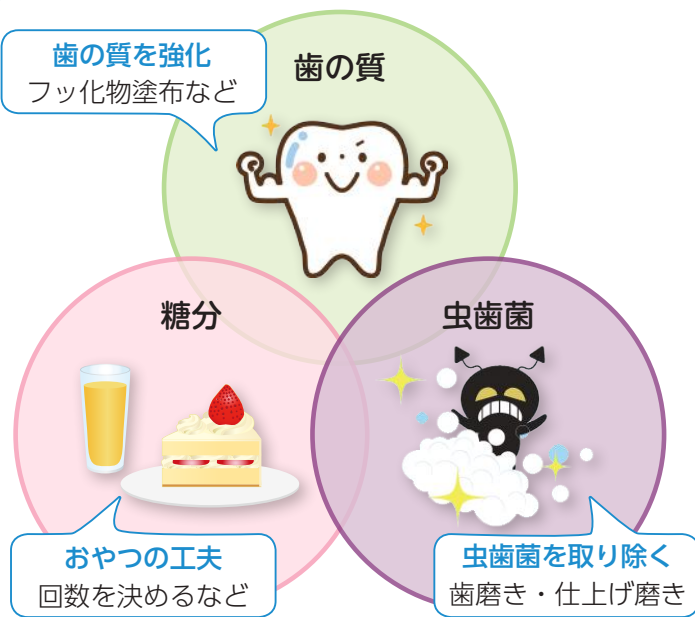 歯の質を強化
フッ化物塗布など
歯の質
糖分
虫歯菌
おやつの工夫
回数を決めるなど
虫歯菌を取り除く
歯磨き・仕上げ磨き